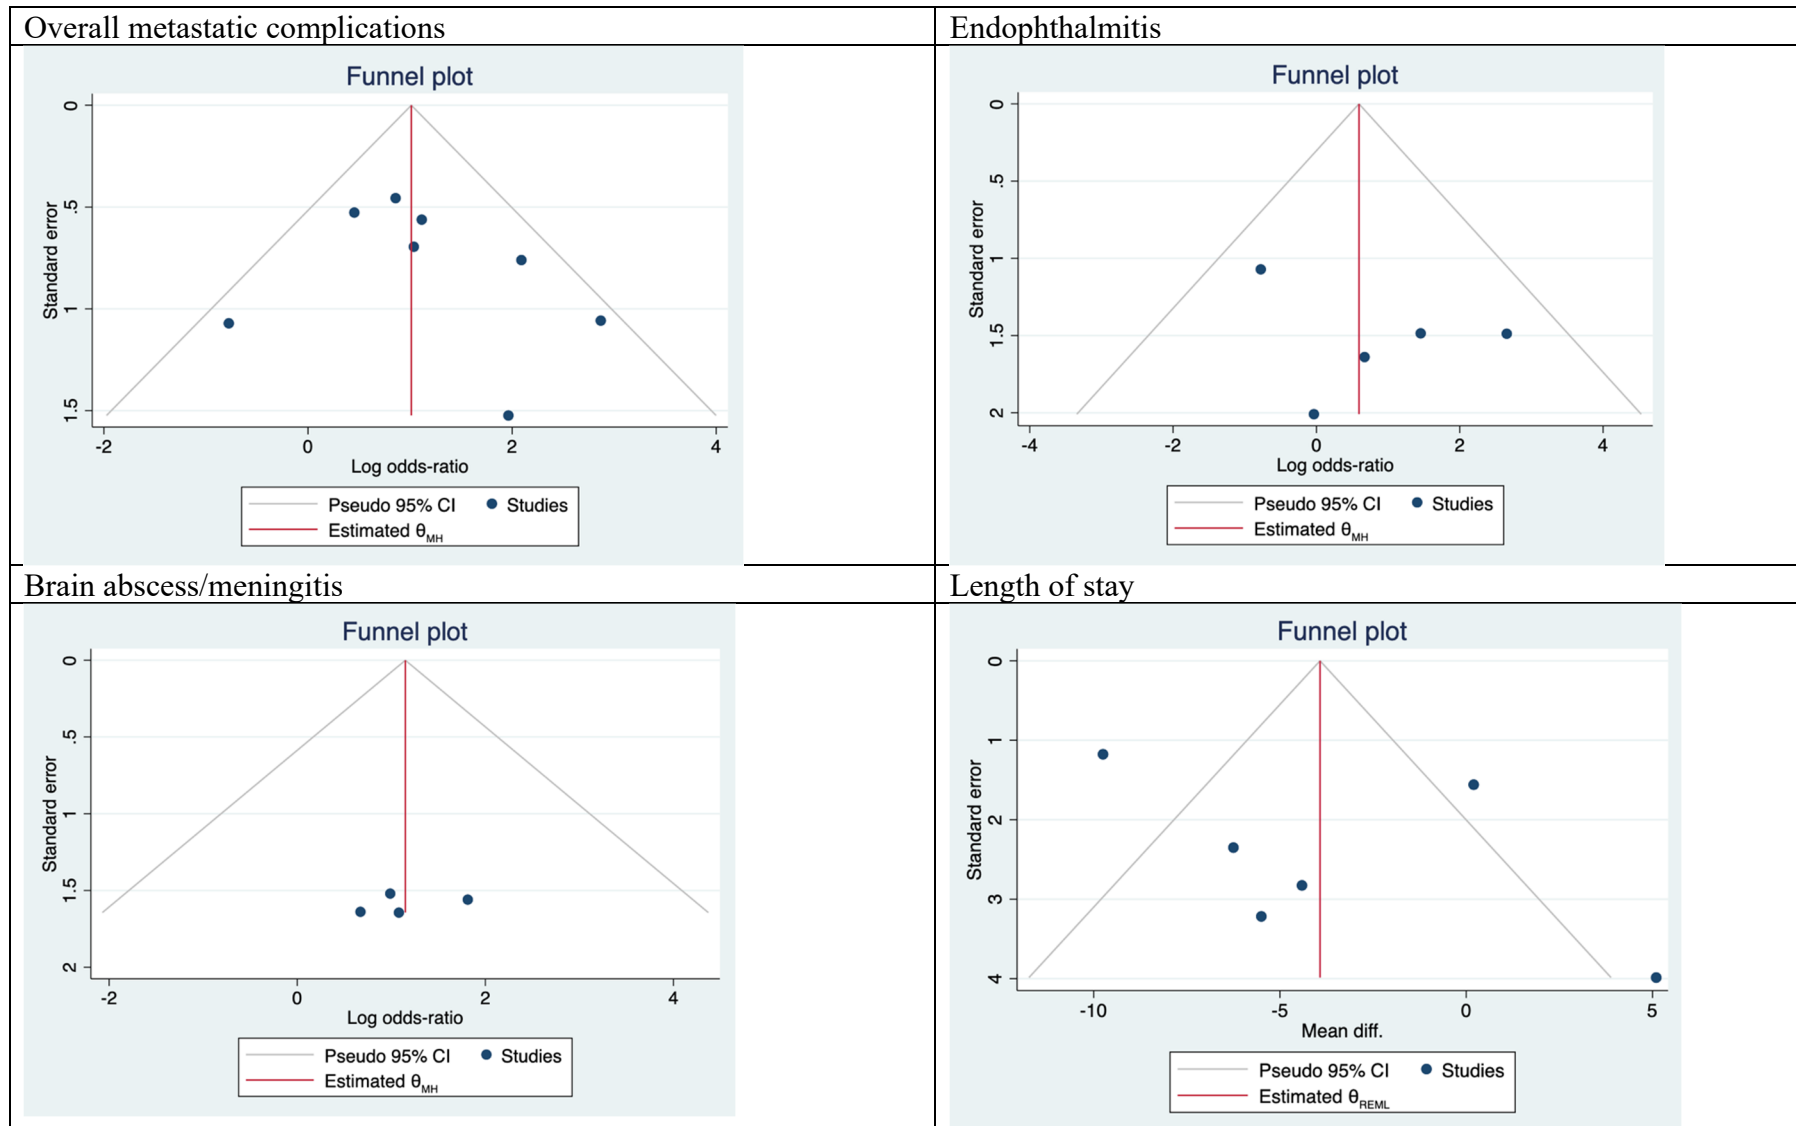 Overall metastatic complications
Funnel plot
0
.5
1
1.5
Standard error
-2 0 2 4
Log odds-ratio
Pseudo 95% CI Studies
Estimated θMH
Endophthalmitis
Funnel plot
0
.5
1
1.5
2
Standard error
-4 -2 0 2 4
Log odds-ratio
Pseudo 95% CI Studies
Estimated θMH
Brain abscess/meningitis
Funnel plot
0
.5
1
1.5
2
Standard error
-2 0 2 4
Log odds-ratio
Pseudo 95% CI Studies
Estimated θMH
Length of stay
Funnel plot
0
1
2
3
4
Standard error
-10 -5 0 5
Mean diff.
Pseudo 95% CI Studies
Estimated θREML